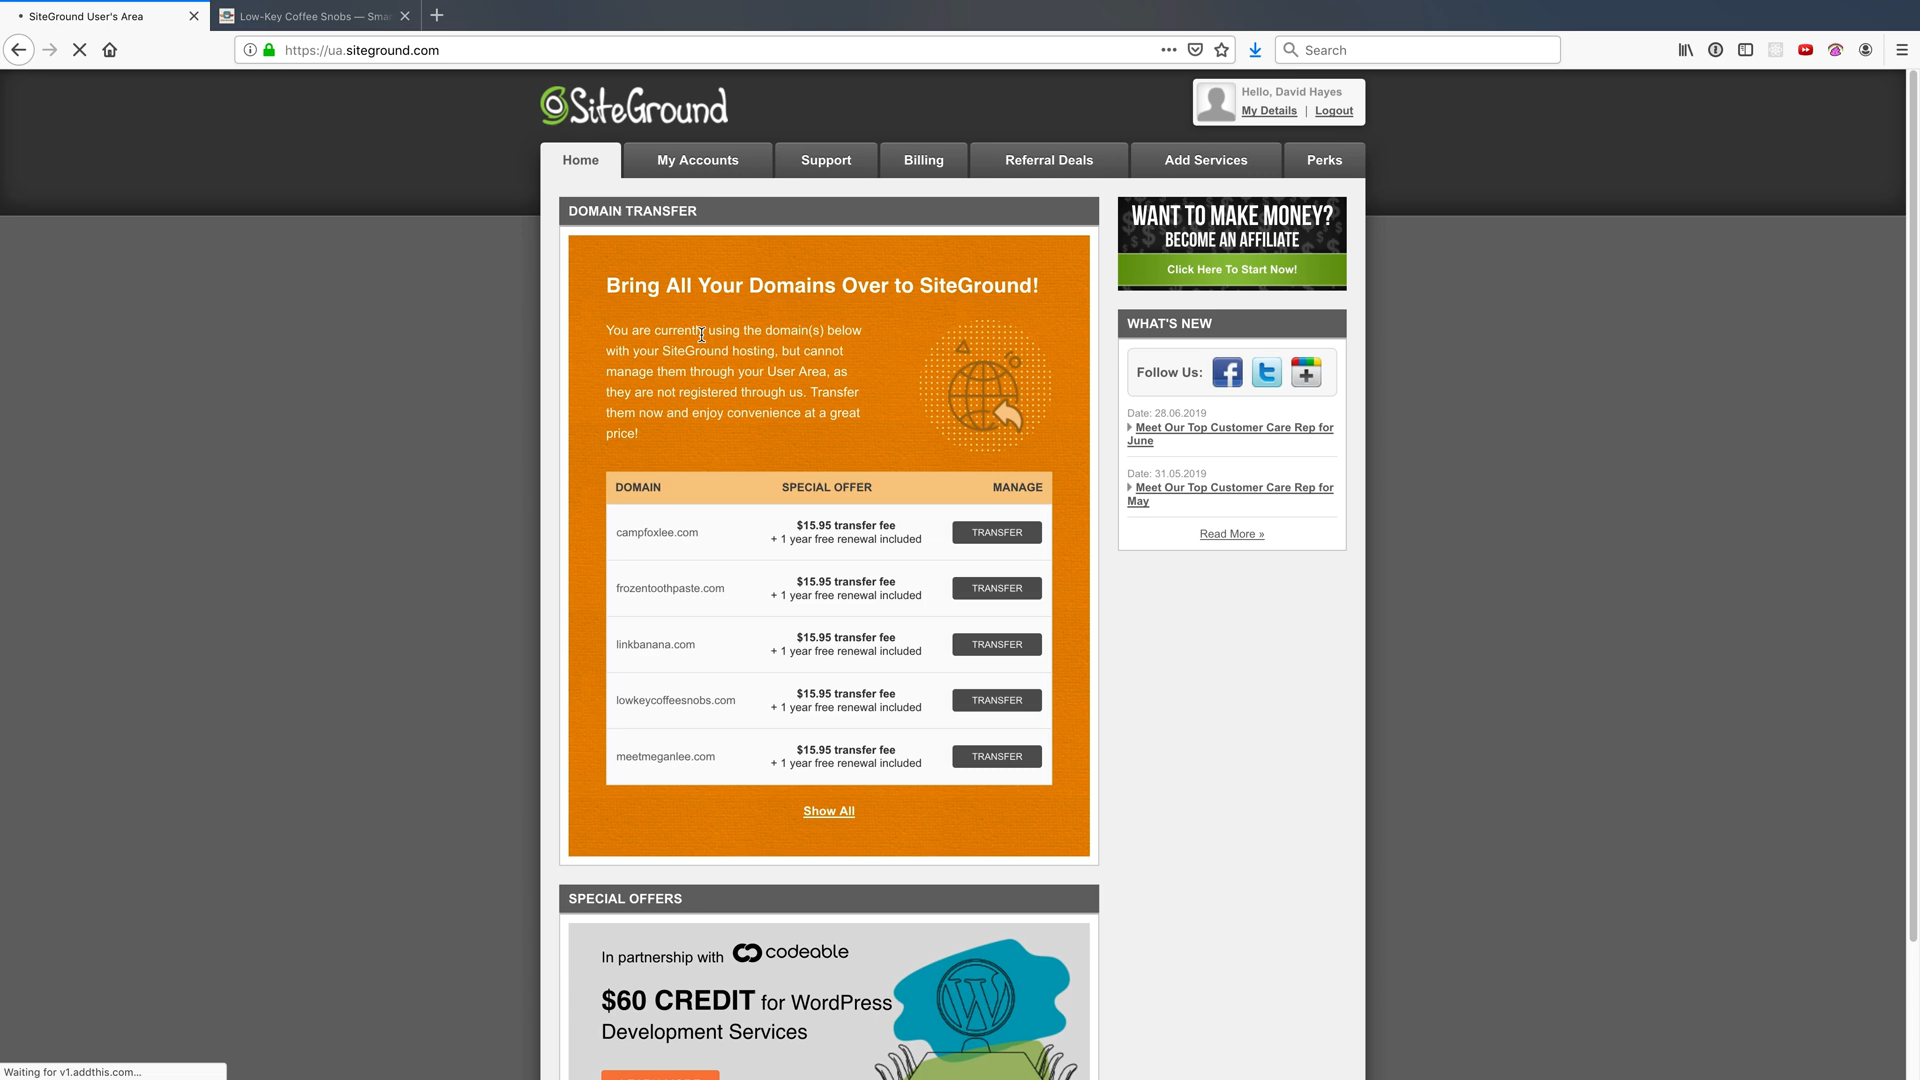 SiteGround User's Area
Low-Key Coffee Snobs — Sma
https://ua.siteground.com
Search
SiteGround
Hello, David Hayes
My Details | Logout
Home
My Accounts
Support
Billing
Referral Deals
Add Services
Perks
DOMAIN TRANSFER
Bring All Your Domains Over to SiteGround!
You are currently using the domain(s) below
with your SiteGround hosting, but cannot
manage them through your User Area, as
they are not registered through us. Transfer
them now and enjoy convenience at a great
price!
DOMAIN SPECIAL OFFER MANAGE
campfoxlee.com
$15.95 transfer fee
+ 1 year free renewal included
TRANSFER
frozentoothpaste.com
$15.95 transfer fee
+ 1 year free renewal included
TRANSFER
linkbanana.com
$15.95 transfer fee
+ 1 year free renewal included
TRANSFER
lowkeycoffeesnobs.com
$15.95 transfer fee
+ 1 year free renewal included
TRANSFER
meetmeganlee.com
$15.95 transfer fee
+ 1 year free renewal included
TRANSFER
Show All
SPECIAL OFFERS
In partnership with codeable
$60 CREDIT for WordPress
Development Services
WANT TO MAKE MONEY?
BECOME AN AFFILIATE
Click Here To Start Now!
WHAT'S NEW
Follow Us:
Date: 28.06.2019
Meet Our Top Customer Care Rep for
June
Date: 31.05.2019
Meet Our Top Customer Care Rep for
May
Read More »
Waiting for v1.addthis.com...